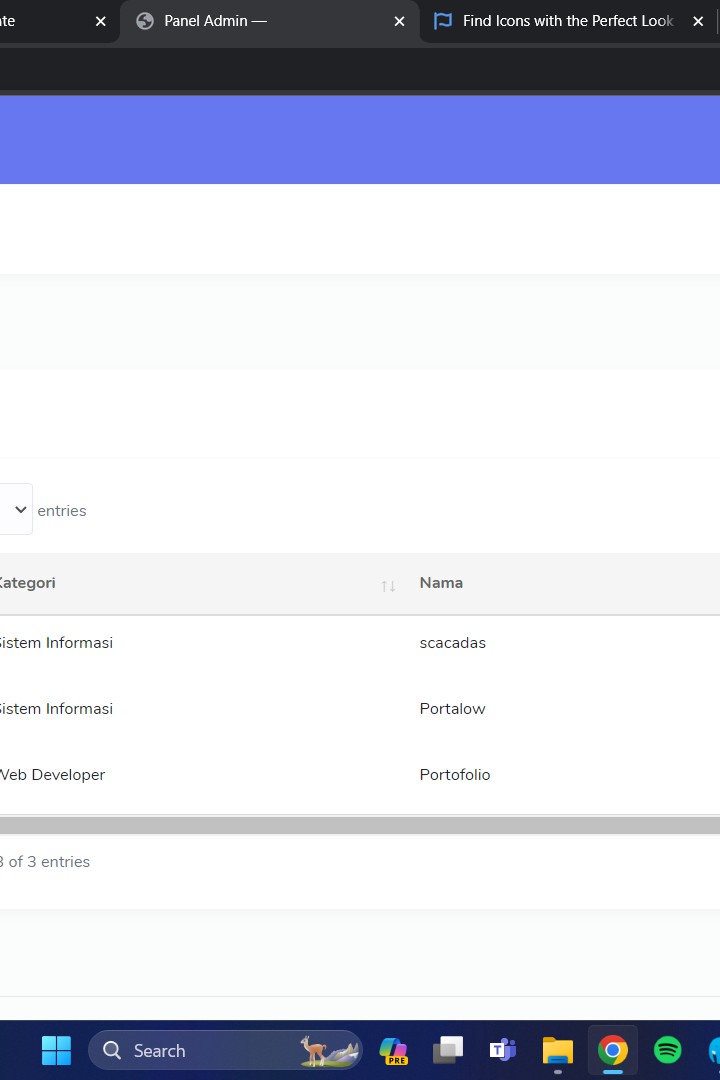 ate
Panel Admin —
Find Icons with the Perfect Look
entries
Kategori
Nama
Sistem Informasi
scacadas
Sistem Informasi
Portalow
Web Developer
Portofolio
3 of 3 entries
Search
PRE
T